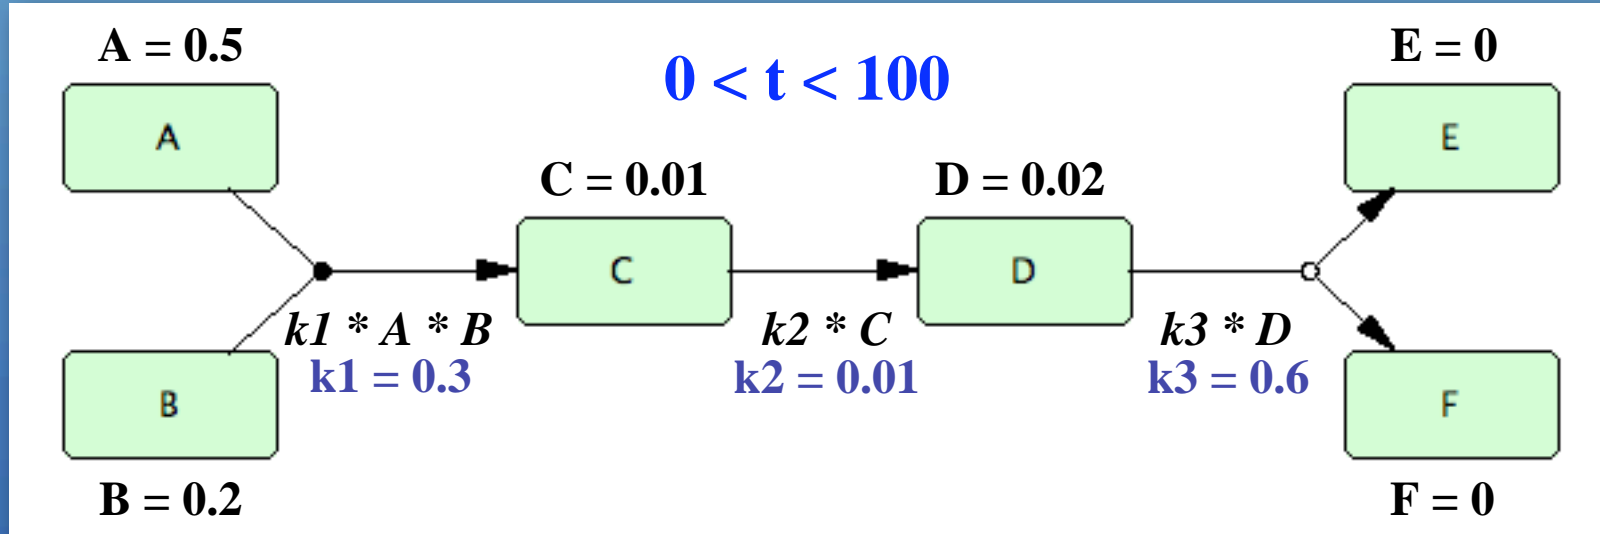 A = 0.5
E = 0
0 < t < 100
A
E
C = 0.01
D = 0.02
C
D
k1 * A * B
k2 * C
k3 * D
k1 = 0.3
k2 = 0.01
k3 = 0.6
B
F
B = 0.2
F = 0